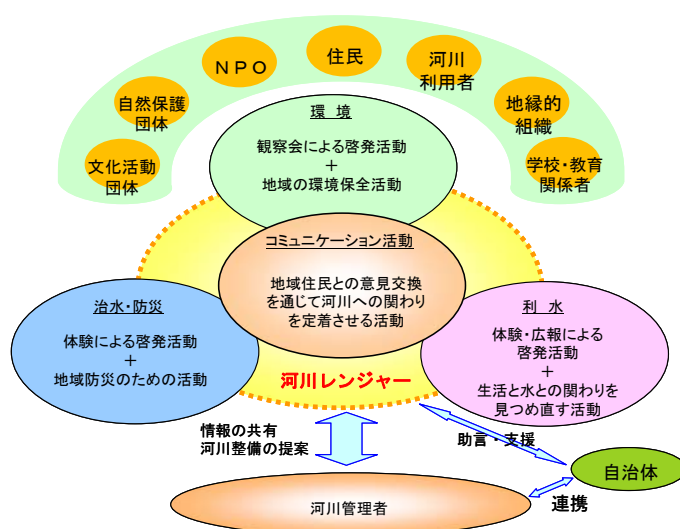 住民
ＮＰＯ
河川
利用者
自然保護
団体
地縁的
組織
文化活動
団体
学校・教育
関係者
環 境
観察会による啓発活動
＋
地域の環境保全活動
コミュニケーション活動
地域住民との意見交換
を通じて河川への関わり
を定着させる活動
治水・防災
体験による啓発活動
＋
地域防災のための活動
利 水
体験・広報による
啓発活動
＋
生活と水との関わりを
見つめ直す活動
河川レンジャー
情報の共有
河川整備の提案
助言・支援
自治体
連携
河川管理者